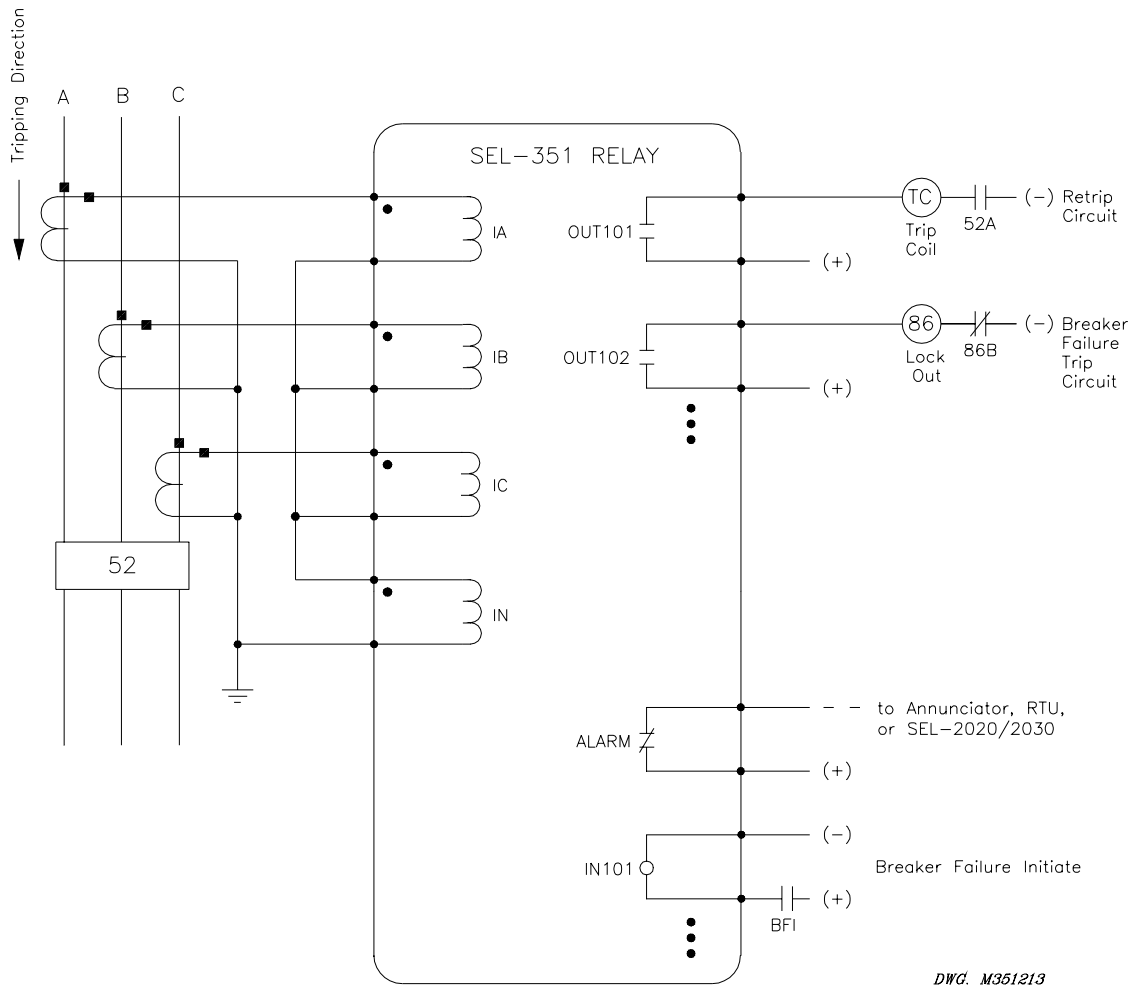 Tripping Direction
A B C
SEL-351 RELAY
IA
OUT101
TC
Trip
Coil
52A
(-) Retrip
Circuit
(+)
IB
OUT102
86
Lock
Out
86B
(-) Breaker
Failure
Trip
Circuit
(+)
IC
52
IN
ALARM
to Annunciator, RTU,
or SEL-2020/2030
(+)
IN101
(-)
Breaker Failure Initiate
(+)
BFI
DWG. M351213